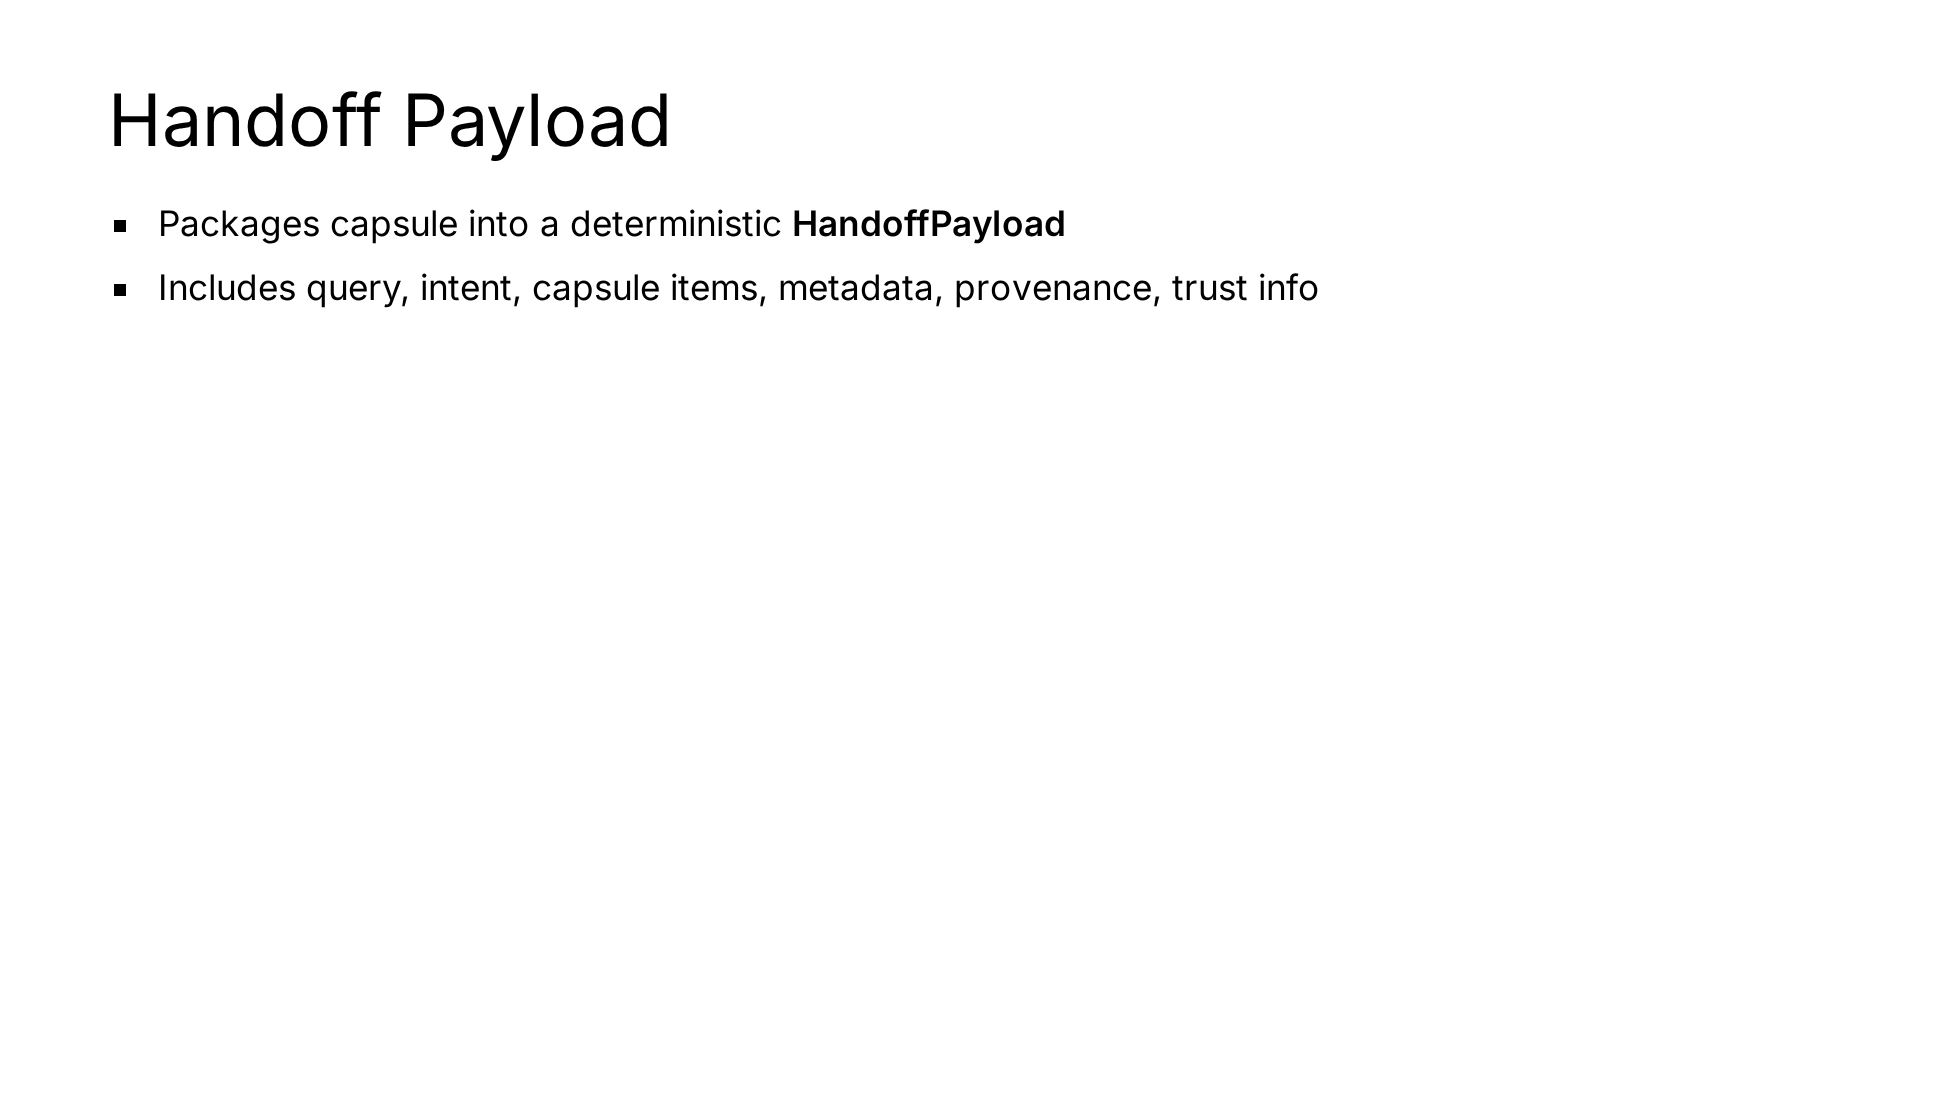 Handoff Payload
▪ Packages capsule into a deterministic HandoffPayload
▪ Includes query, intent, capsule items, metadata, provenance, trust info